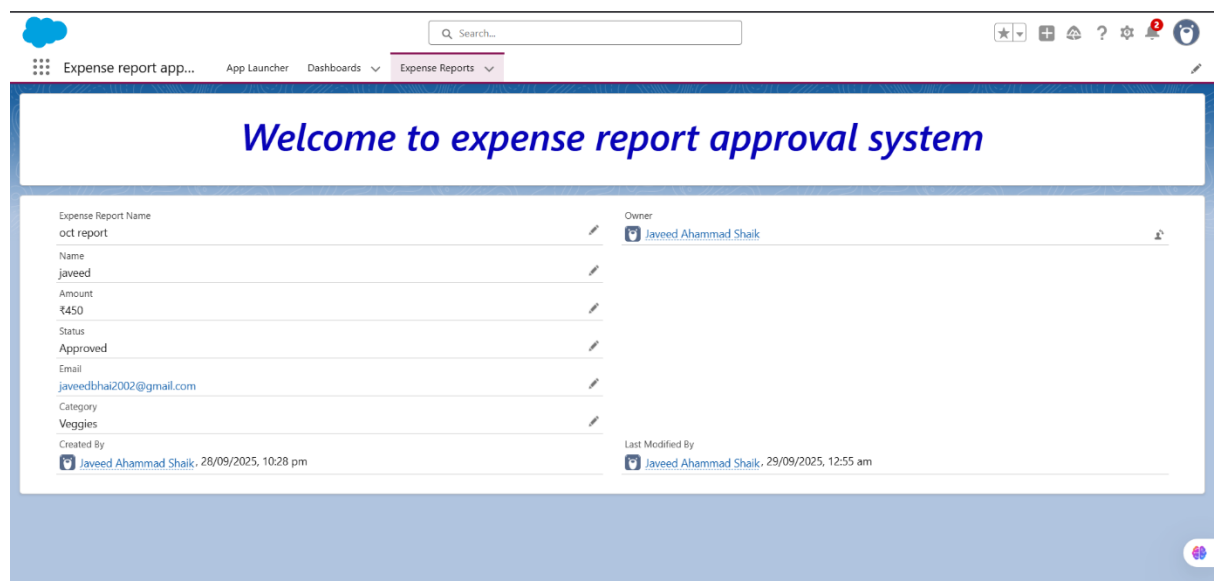 Search...
2
Expense report app... App Launcher Dashboards Expense Reports
Welcome to expense report approval system
Expense Report Name
oct report
Owner
Javeed Ahammad Shaik
Name
javeed
Amount
₹450
Status
Approved
Email
javeedbhai2002@gmail.com
Category
Veggies
Created By
Javeed Ahammad Shaik, 28/09/2025, 10:28 pm
Last Modified By
Javeed Ahammad Shaik, 29/09/2025, 12:55 am